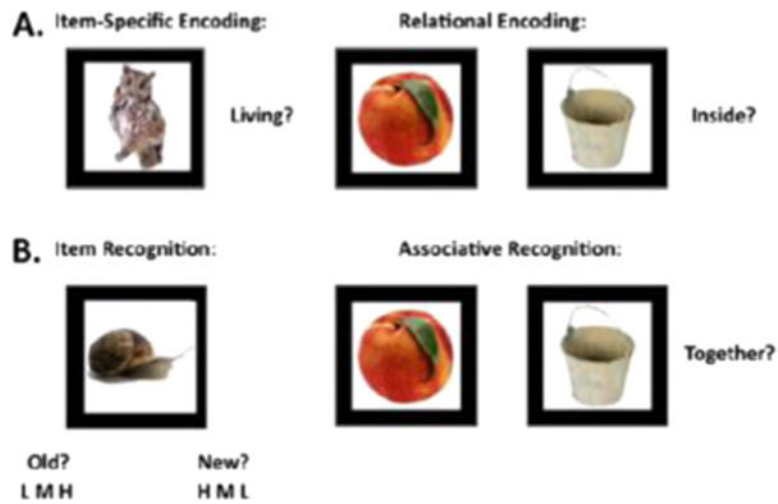 A. Item-Specific Encoding:
Relational Encoding:
Living?
Inside?
B. Item Recognition:
Associative Recognition:
Together?
Old? New?
L M H H M L